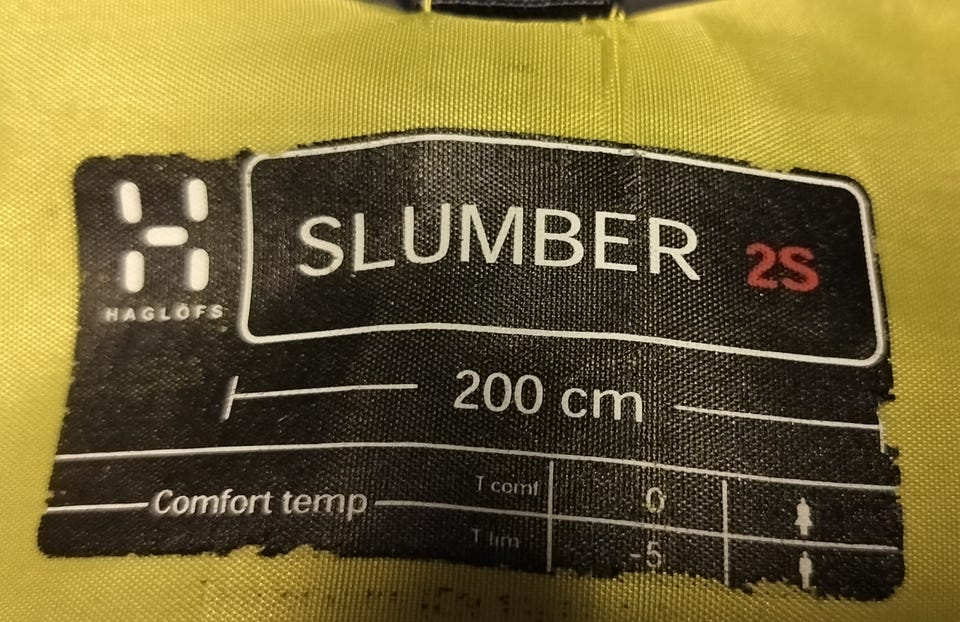 HAGLÖFS
SLUMBER 2S
200 cm
Comfort temp
T comf 0
T lim -5